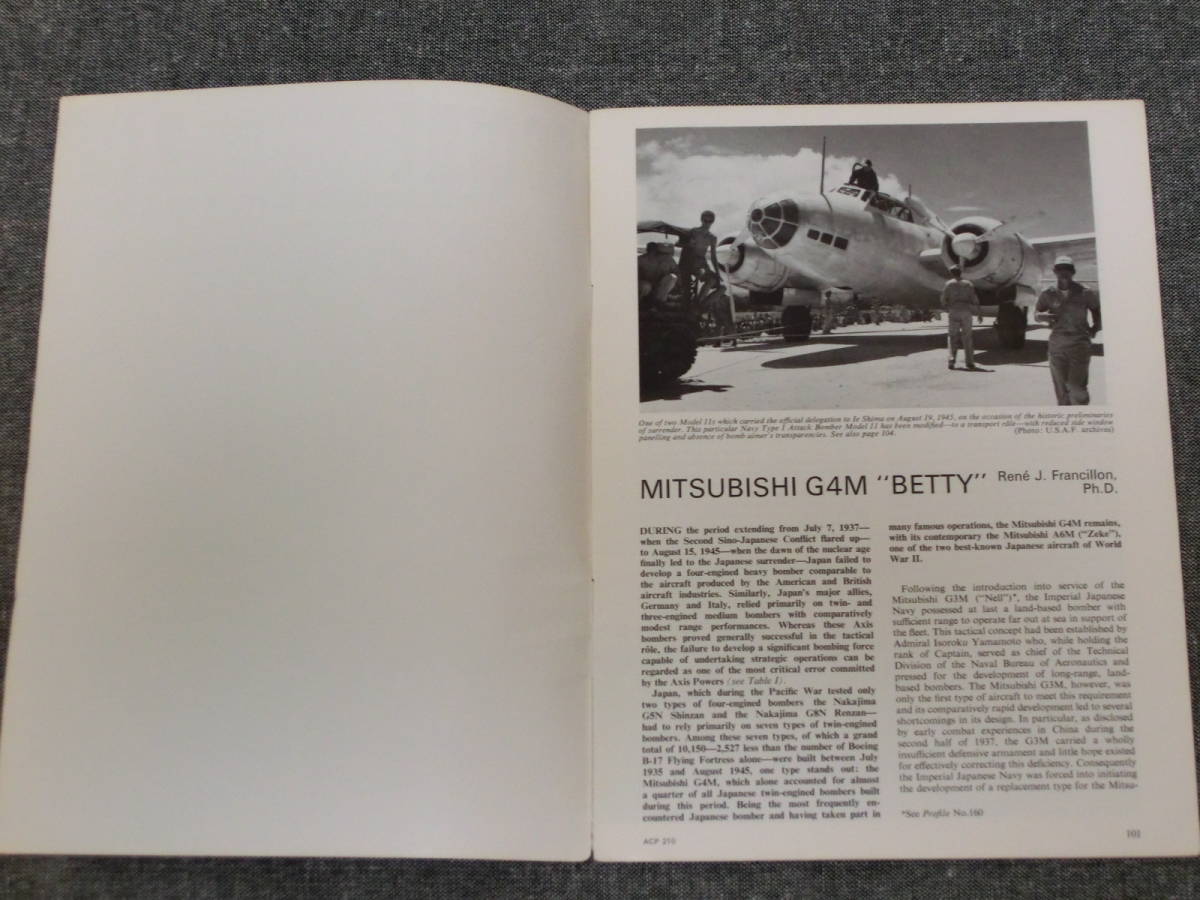 One of two Model 11s which carried the official delegation to Ie Shima on August 19, 1945, on the occasion of the historic preliminaries
of surrender. This particular Navy Type 1 Attack Bomber Model 11 has been modified—to a transport rôle—with reduced side window
panelling and absence of bomb aimer's transparencies. See also page 104. (Photo: U.S.A.F. archives)
MITSUBISHI G4M "BETTY"
René J. Francillon,
Ph.D.
DURING the period extending from July 7, 1937—
when the Second Sino-Japanese Conflict flared up—
to August 15, 1945—when the dawn of the nuclear age
finally led to the Japanese surrender—Japan failed to
develop a four-engined heavy bomber comparable to
the aircraft produced by the American and British
aircraft industries. Similarly, Japan's major allies,
Germany and Italy, relied primarily on twin- and
three-engined medium bombers with comparatively
modest range performances. Whereas these Axis
bombers proved generally successful in the tactical
rôle, the failure to develop a significant bombing force
capable of undertaking strategic operations can be
regarded as one of the most critical error committed
by the Axis Powers (see Table I).
Japan, which during the Pacific War tested only
two types of four-engined bombers the Nakajima
G5N Shinzan and the Nakajima G8N Renzan—
had to rely primarily on seven types of twin-engined
bombers. Among these seven types, of which a grand
total of 10,150—2,527 less than the number of Boeing
B-17 Flying Fortress alone—were built between July
1935 and August 1945, one type stands out: the
Mitsubishi G4M, which alone accounted for almost
a quarter of all Japanese twin-engined bombers built
during this period. Being the most frequently en-
countered Japanese bomber and having taken part in
many famous operations, the Mitsubishi G4M remains,
with its contemporary the Mitsubishi A6M ("Zeke"),
one of the two best-known Japanese aircraft of World
War II.
Following the introduction into service of the
Mitsubishi G3M ("Nell")*, the Imperial Japanese
Navy possessed at last a land-based bomber with
sufficient range to operate far out at sea in support of
the fleet. This tactical concept had been established by
Admiral Isoroku Yamamoto who, while holding the
rank of Captain, served as chief of the Technical
Division of the Naval Bureau of Aeronautics and
pressed for the development of long-range, land-
based bombers. The Mitsubishi G3M, however, was
only the first type of aircraft to meet this requirement
and its comparatively rapid development led to several
shortcomings in its design. In particular, as disclosed
by early combat experiences in China during the
second half of 1937, the G3M carried a wholly
insufficient defensive armament and little hope existed
for effectively correcting this deficiency. Consequently
the Imperial Japanese Navy was forced into initiating
the development of a replacement type for the Mitsu-
*See Profile No.160
ACP 210
101